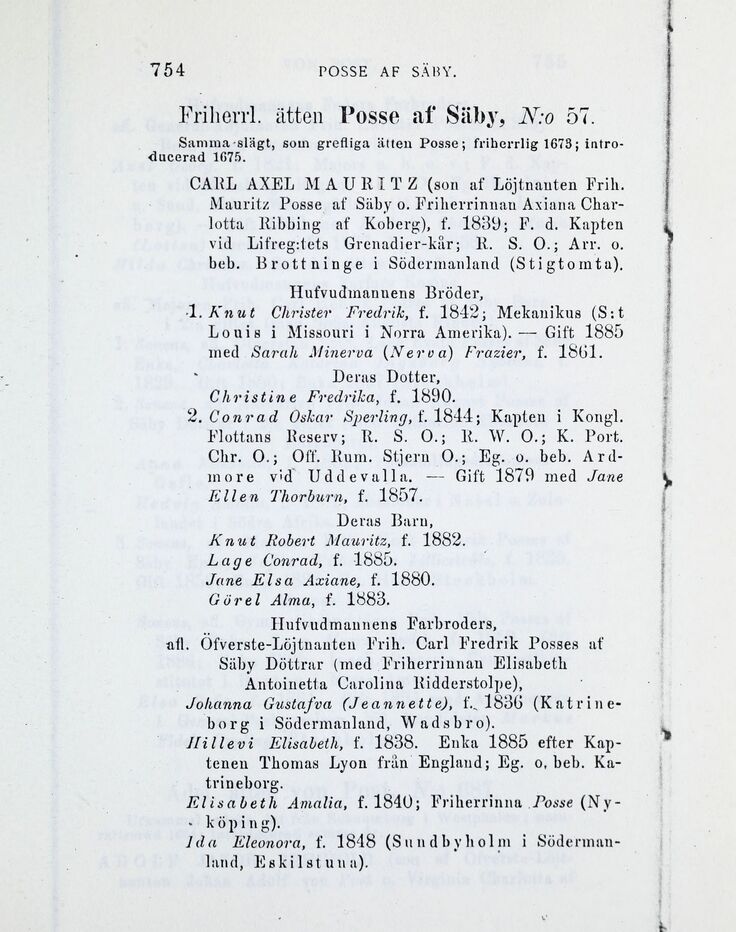 754
POSSE AF SÄBY.
Friherrl. ätten Posse af Säby, N:o 57.
Samma slägt, som grefliga ätten Posse; friherrlig 1673; intro-
ducerad 1675.
CARL AXEL MAURITZ (son af Löjtnanten Frih.
Mauritz Posse af Säby o. Friherrinnan Axiana Char-
lotta Ribbing af Koberg), f. 1839; F. d. Kapten
vid Lifreg:tets Grenadier-kår; R. S. O.; Arr. o.
beb. Brottninge i Södermanland (Stigtomta).
Hufvudmannens Bröder,
1. Knut Christer Fredrik, f. 1842; Mekanikus (S:t
Louis i Missouri i Norra Amerika). — Gift 1885
med Sarah Minerva (Nerva) Frazier, f. 1861.
Deras Dotter,
Christine Fredrika, f. 1890.
2. Conrad Oskar Sperling, f. 1844; Kapten i Kongl.
Flottans Reserv; R. S. O.; R. W. O.; K. Port.
Chr. O.; Off. Rum. Stjern O.; Eg. o. beb. Ard-
more vid Uddevalla. — Gift 1879 med Jane
Ellen Thorburn, f. 1857.
Deras Barn,
Knut Robert Mauritz, f. 1882.
Lage Conrad, f. 1885.
Jane Elsa Axiane, f. 1880.
Görel Alma, f. 1883.
Hufvudmannens Farbroders,
afl. Öfverste-Löjtnanten Frih. Carl Fredrik Posses af
Säby Döttrar (med Friherrinnan Elisabeth
Antoinetta Carolina Ridderstolpe),
Johanna Gustafva (Jeannette), f. 1836 (Katrine-
borg i Södermanland, Wadsbro).
Hillevi Elisabeth, f. 1838. Enka 1885 efter Kap-
tenen Thomas Lyon från England; Eg. o. beb. Ka-
trineborg.
Elisabeth Amalia, f. 1840; Friherrinna Posse (Ny-
köping).
Ida Eleonora, f. 1848 (Sundbyholm i Söderman-
land, Eskilstuna).